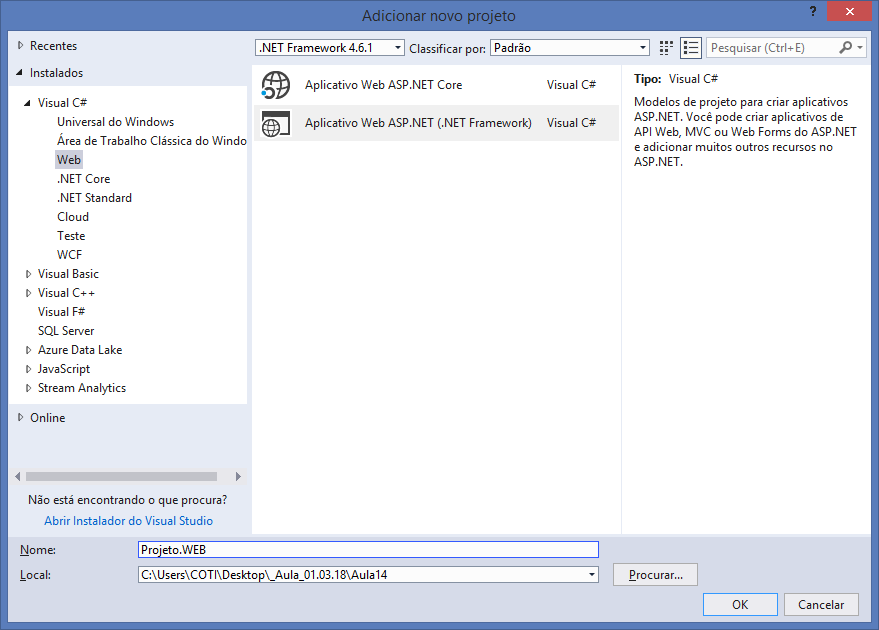 Adicionar novo projeto
?
Recentes
Instalados
Visual C#
Universal do Windows
Área de Trabalho Clássica do Windo
Web
.NET Core
.NET Standard
Cloud
Teste
WCF
Visual Basic
Visual C++
Visual F#
SQL Server
Azure Data Lake
JavaScript
Stream Analytics
Online
Não está encontrando o que procura?
Abrir Instalador do Visual Studio
.NET Framework 4.6.1 Classificar por: Padrão
Pesquisar (Ctrl+E)
Aplicativo Web ASP.NET Core Visual C#
Aplicativo Web ASP.NET (.NET Framework) Visual C#
Tipo: Visual C#
Modelos de projeto para criar aplicativos
ASP.NET. Você pode criar aplicativos de
API Web, MVC ou Web Forms do ASP.NET
e adicionar muitos outros recursos no
ASP.NET.
Nome: Projeto.WEB
Local: C:\Users\COTI\Desktop\_Aula_01.03.18\Aula14 Procurar...
OK Cancelar